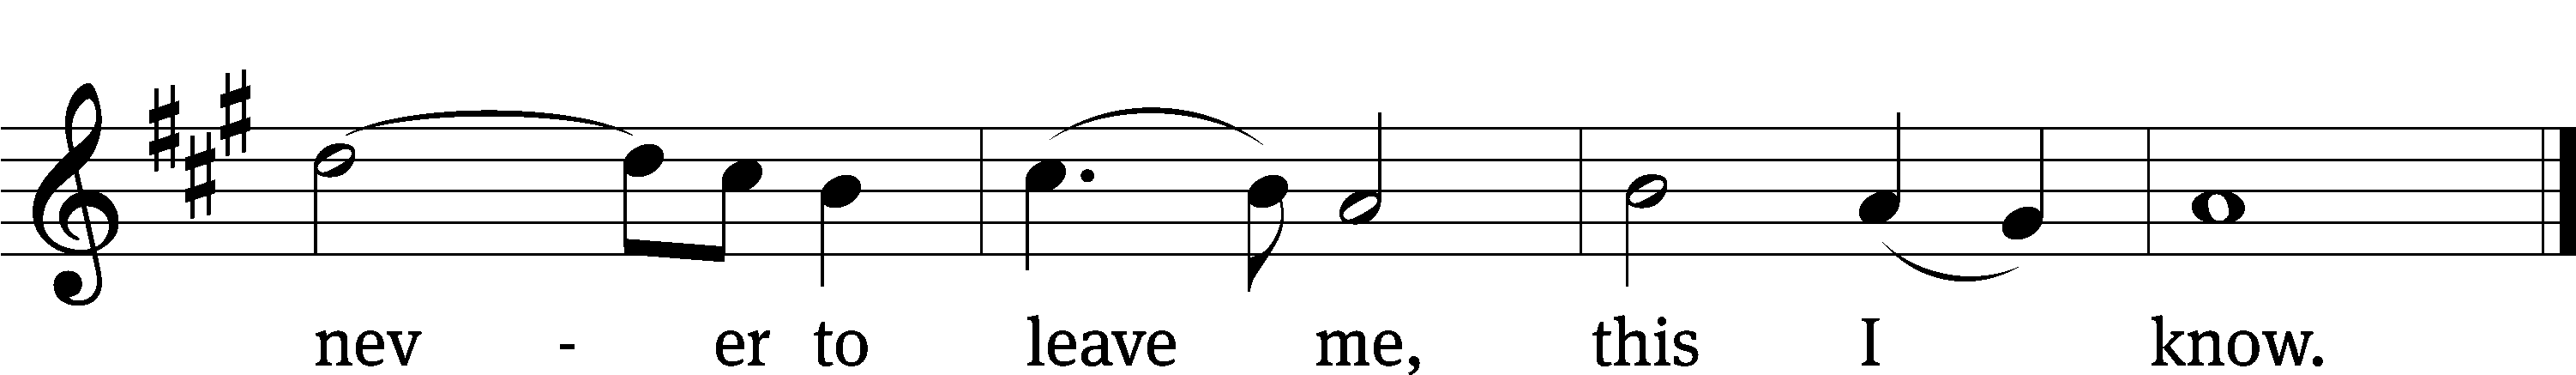 nev - er to leave me, this I know.